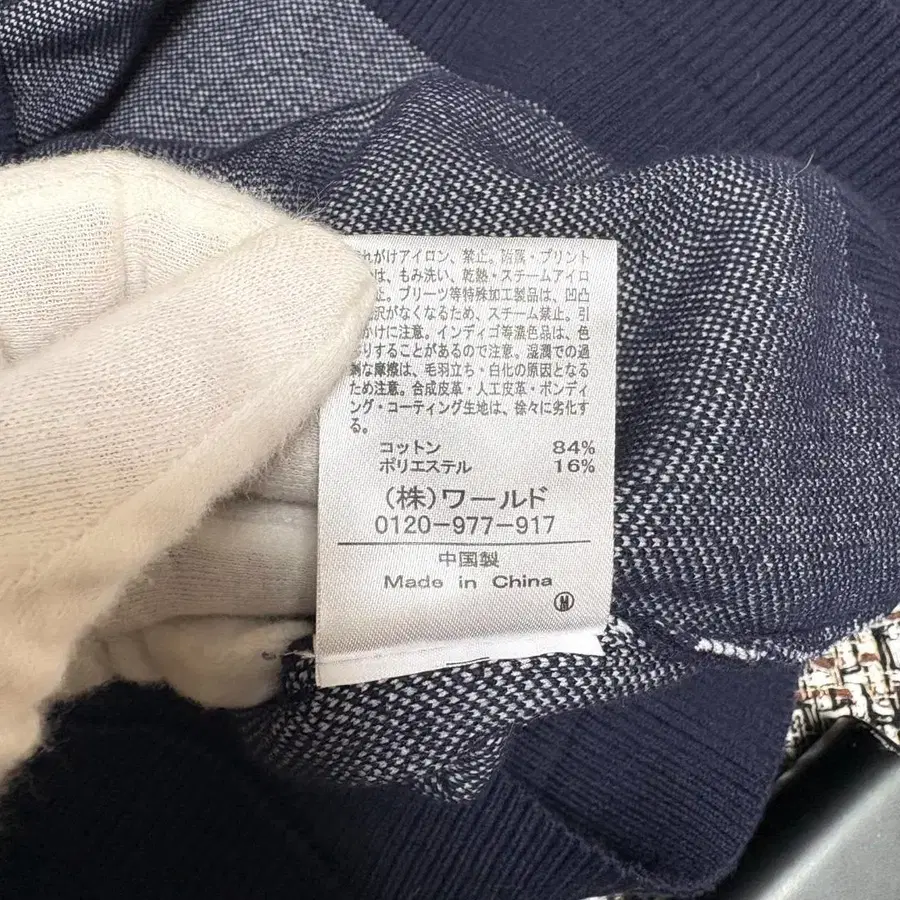 れがけアイロン、禁止。防腐・プリント
は、もみ洗い、乾熱・スチームアイロ
止。プリーツ等特殊加工製品は、凹凸
沢がなくなるため、スチーム禁止。引
かけに注意。インディゴ等濃色品は、色
移りすることがあるので注意。湿潤での過
剰な摩擦は、毛羽立ち・白化の原因となる
ため注意。合成皮革・人工皮革・ボンディ
ング・コーティング生地は、徐々に劣化す
る。
コットン 84%
ポリエステル 16%
(株)ワールド
0120-977-917
中国製
Made in China
M